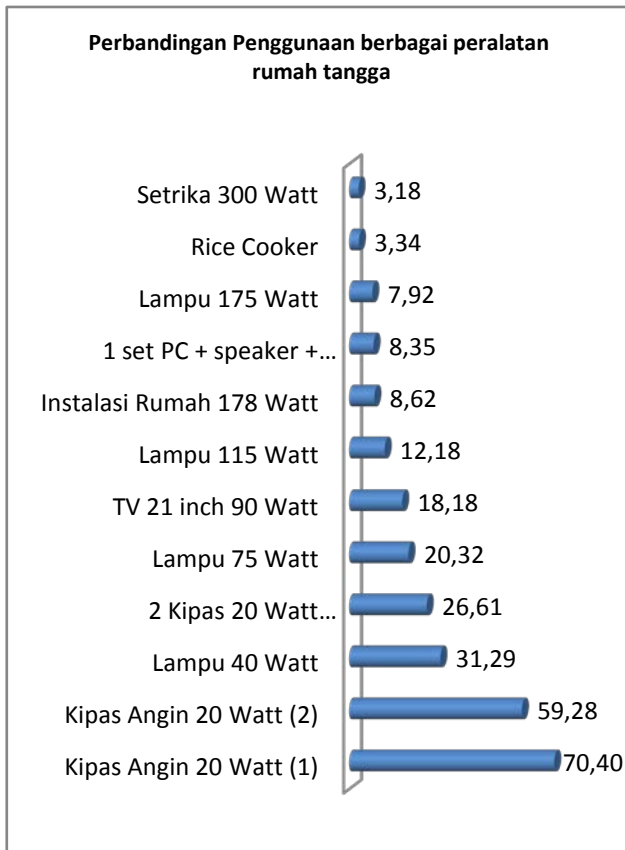 Perbandingan Penggunaan berbagai peralatan
rumah tangga
Setrika 300 Watt 3,18
Rice Cooker 3,34
Lampu 175 Watt 7,92
1 set PC + speaker +... 8,35
Instalasi Rumah 178 Watt 8,62
Lampu 115 Watt 12,18
TV 21 inch 90 Watt 18,18
Lampu 75 Watt 20,32
2 Kipas 20 Watt... 26,61
Lampu 40 Watt 31,29
Kipas Angin 20 Watt (2) 59,28
Kipas Angin 20 Watt (1) 70,40